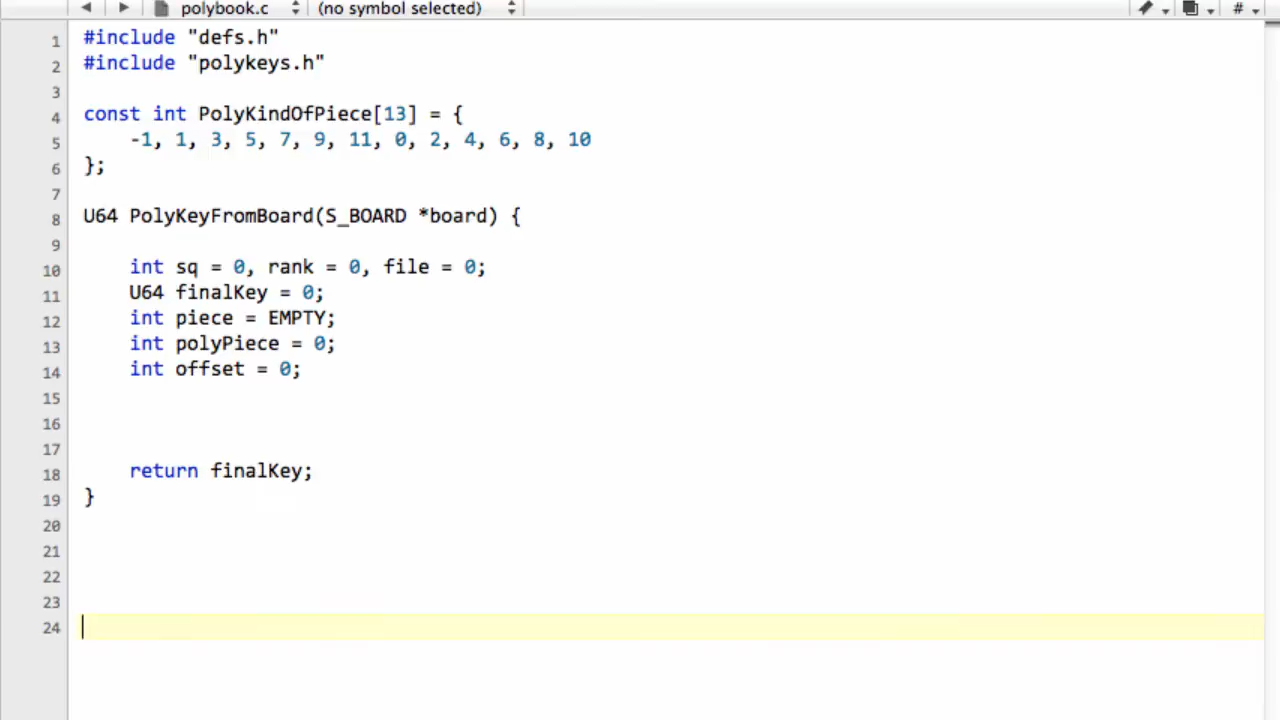 polybook.c (no symbol selected) #
1 #include "defs.h"
2 #include "polykeys.h"
3
4 const int PolyKindOfPiece[13] = {
5 -1, 1, 3, 5, 7, 9, 11, 0, 2, 4, 6, 8, 10
6 };
7
8 U64 PolyKeyFromBoard(S_BOARD *board) {
9
10 int sq = 0, rank = 0, file = 0;
11 U64 finalKey = 0;
12 int piece = EMPTY;
13 int polyPiece = 0;
14 int offset = 0;
15
16
17
18 return finalKey;
19 }
20
21
22
23
24